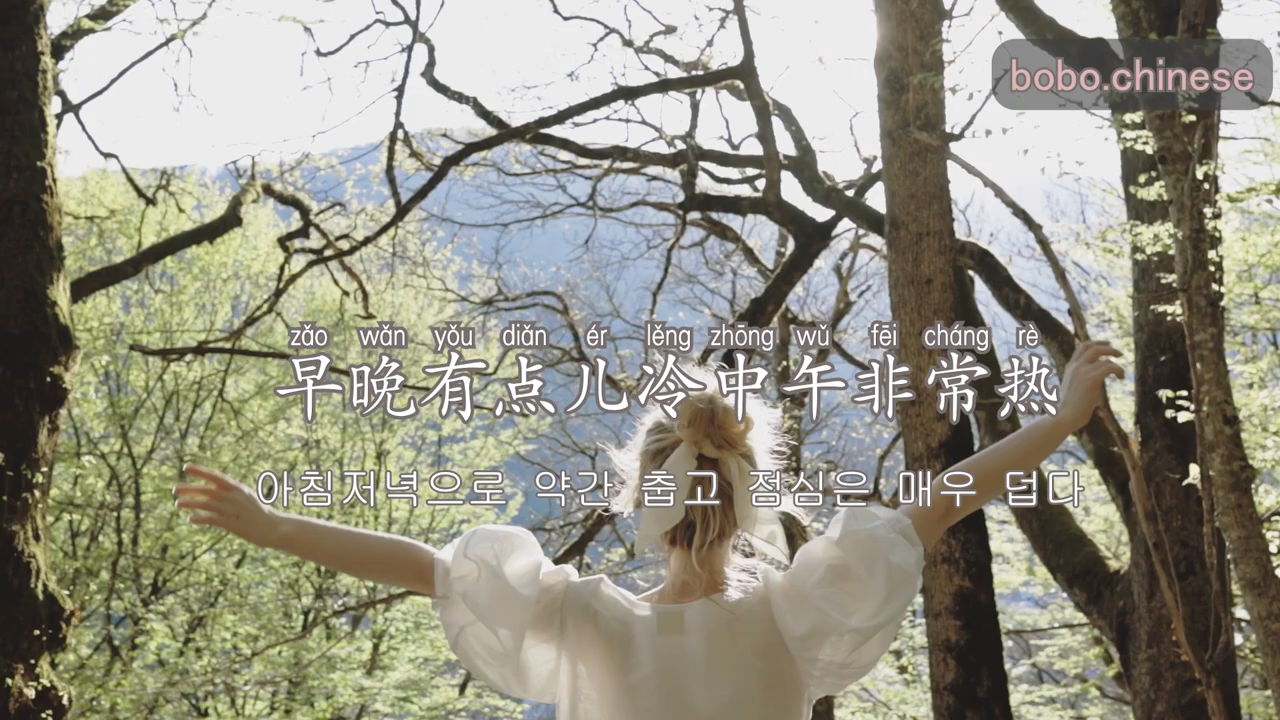 bobo.chinese
zǎo wǎn yǒu diǎn ér lěng zhōng wǔ fēi cháng rè
早晚有点儿冷中午非常热
아침저녁으로 약간 춥고 점심은 매우 덥다